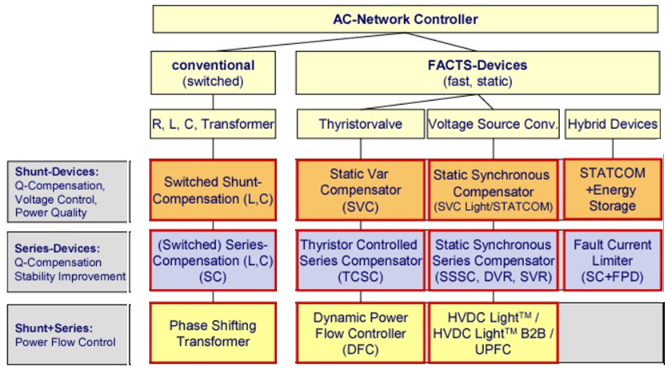 AC-Network Controller
conventional
(switched)
FACTS-Devices
(fast, static)
R, L, C, Transformer
Thyristorvalve
Voltage Source Conv.
Hybrid Devices
Shunt-Devices:
Q-Compensation,
Voltage Control,
Power Quality
Switched Shunt-
Compensation (L,C)
Static Var
Compensator
(SVC)
Static Synchronous
Compensator
(SVC Light/STATCOM)
STATCOM
+Energy
Storage
Series-Devices:
Q-Compensation
Stability Improvement
(Switched) Series-
Compensation (L,C)
(SC)
Thyristor Controlled
Series Compensator
(TCSC)
Static Synchronous
Series Compensator
(SSSC, DVR, SVR)
Fault Current
Limiter
(SC+FPD)
Shunt+Series:
Power Flow Control
Phase Shifting
Transformer
Dynamic Power
Flow Controller
(DFC)
HVDC Light™ /
HVDC Light™ B2B /
UPFC